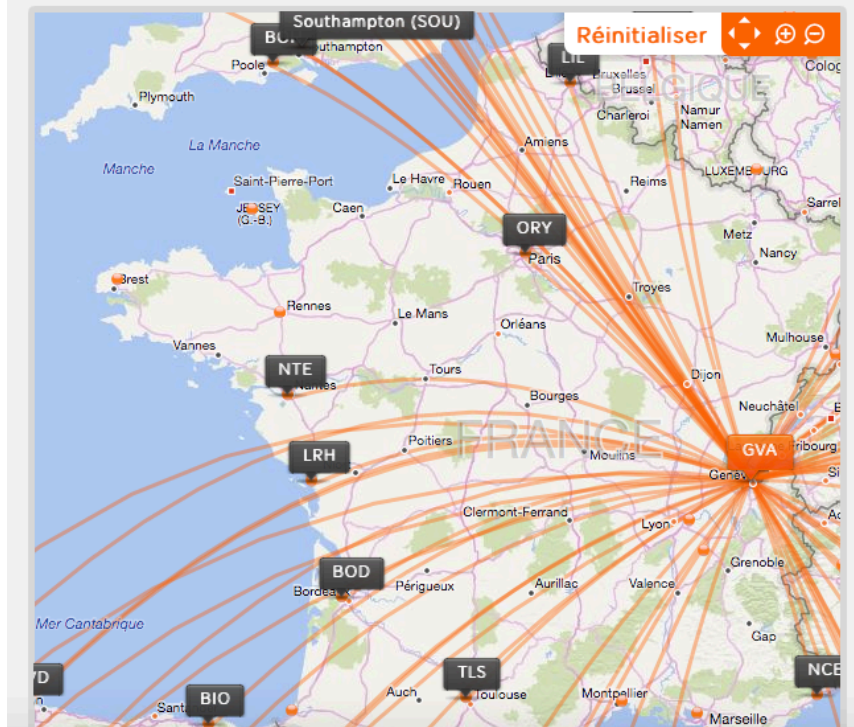 Southampton (SOU)
Réinitialiser
Southampton
Poole
LIL
Bruxelles
Brussel
BELGIQUE
Plymouth
Charleroi
Namur
Namen
La Manche
Amiens
Manche
Saint-Pierre-Port
Le Havre
Rouen
Reims
LUXEMBOURG
JERSEY
(G.-B.)
Caen
ORY
Paris
Metz
Nancy
Brest
Troyes
Rennes
Le Mans
Orléans
Vannes
Mulhouse
NTE
Nantes
Tours
Dijon
Bourges
Neuchâtel
Poitiers
FRANCE
Moulins
LRH
GVA
Fribourg
Genève
Clermont-Ferrand
Lyon
BOD
Bordeaux
Périgueux
Aurillac
Valence
Grenoble
Mer Cantabrique
Gap
TLS
NCE
Auch
Toulouse
Montpellier
BIO
Marseille